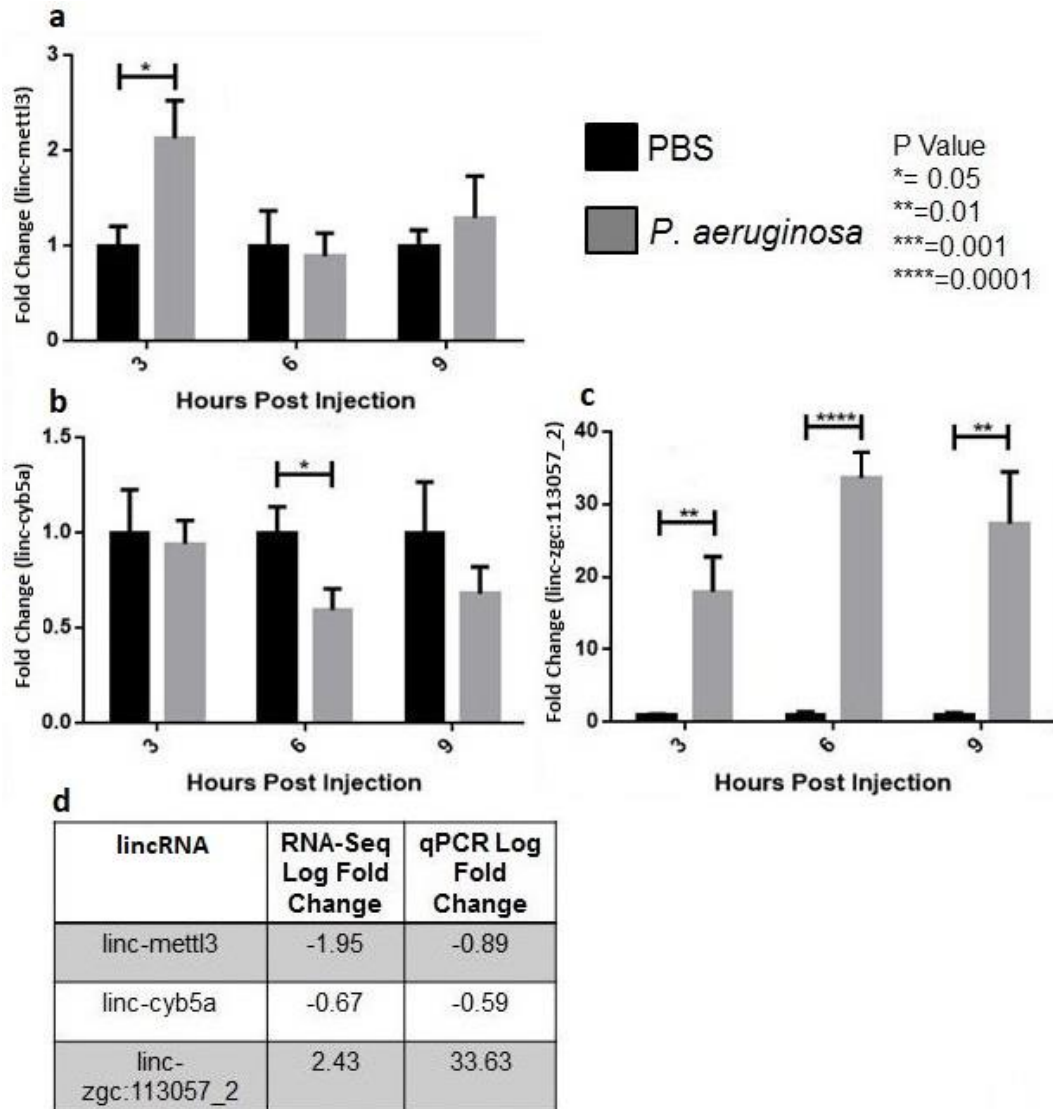 a
Fold Change (linc-mettl3)
3
2
1
0
*
3
6
9
Hours Post Injection
PBS
P. aeruginosa
P Value
*= 0.05
**=0.01
***=0.001
****=0.0001
b
Fold Change (linc-cyb5a)
1.5
1.0
0.5
0.0
*
3
6
9
Hours Post Injection
c
Fold Change (linc-zgc:113057_2)
40
30
20
10
0
**
****
**
3
6
9
Hours Post Injection
d
lincRNA
RNA-Seq
Log Fold
Change
qPCR Log
Fold
Change
linc-mettl3
-1.95
-0.89
linc-cyb5a
-0.67
-0.59
linc-
zgc:113057_2
2.43
33.63